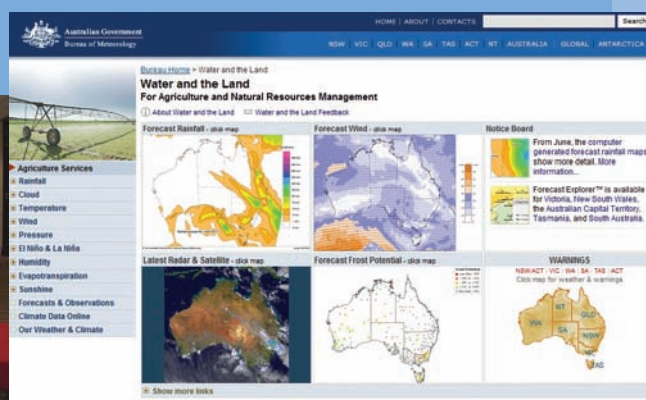 Australian Government
Bureau of Meteorology
HOME | ABOUT | CONTACTS
Search
NSW | VIC | QLD | WA | SA | TAS | ACT | NT | AUSTRALIA | GLOBAL | ANTARCTICA
Bureau Home > Water and the Land
Water and the Land
For Agriculture and Natural Resources Management
About Water and the Land Water and the Land Feedback
Agriculture Services
Rainfall
Cloud
Temperature
Wind
Pressure
El Niño & La Niña
Humidity
Evapotranspiration
Sunshine
Forecasts & Observations
Climate Data Online
Our Weather & Climate
Forecast Rainfall - click map
Forecast Wind - click map
Notice Board
From June, the computer
generated forecast rainfall maps
show more detail. More
information...
Forecast Explorer™ is available
for Victoria, New South Wales,
the Australian Capital Territory,
Tasmania, and South Australia.
Latest Radar & Satellite - click map
Forecast Frost Potential - click map
WARNINGS
NSW/ACT | VIC | WA | SA | TAS | ACT
Click map for weather & warnings
NT
QLD
WA
SA
NSW
VIC
TAS
Show more links